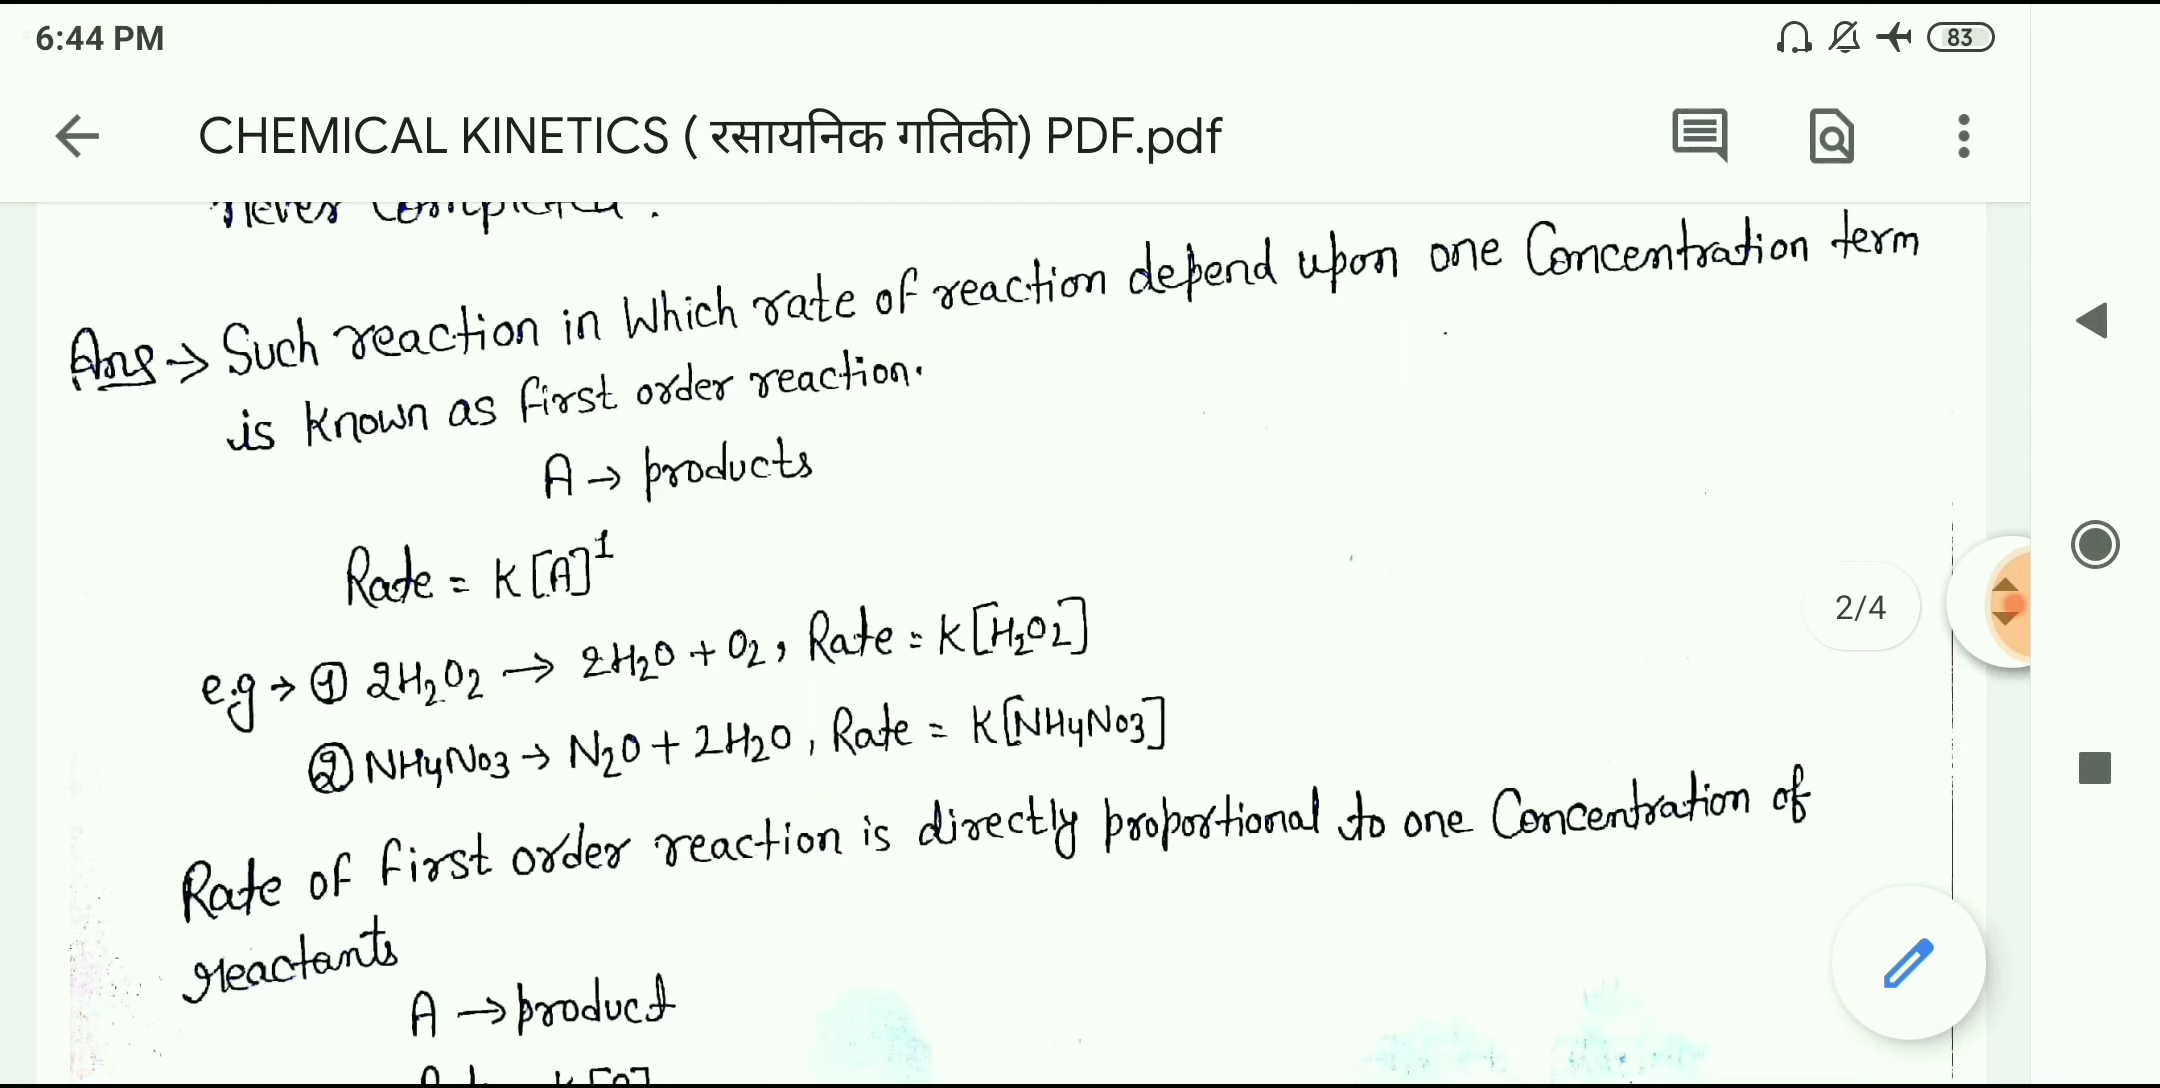 6:44 PM
83
CHEMICAL KINETICS ( रसायनिक गतिकी) PDF.pdf
never completed.
Ans → Such reaction in Which rate of reaction depend upon one Concentration term
is known as first order reaction.
A → products
Rate = K[A]¹
2/4
e.g → ① 2H₂O₂ → 2H₂O + O₂, Rate = K[H₂O₂]
② NH₄NO₃ → N₂O + 2H₂O, Rate = K[NH₄NO₃]
Rate of first order reaction is directly proportional to one Concentration of
reactants
A → product